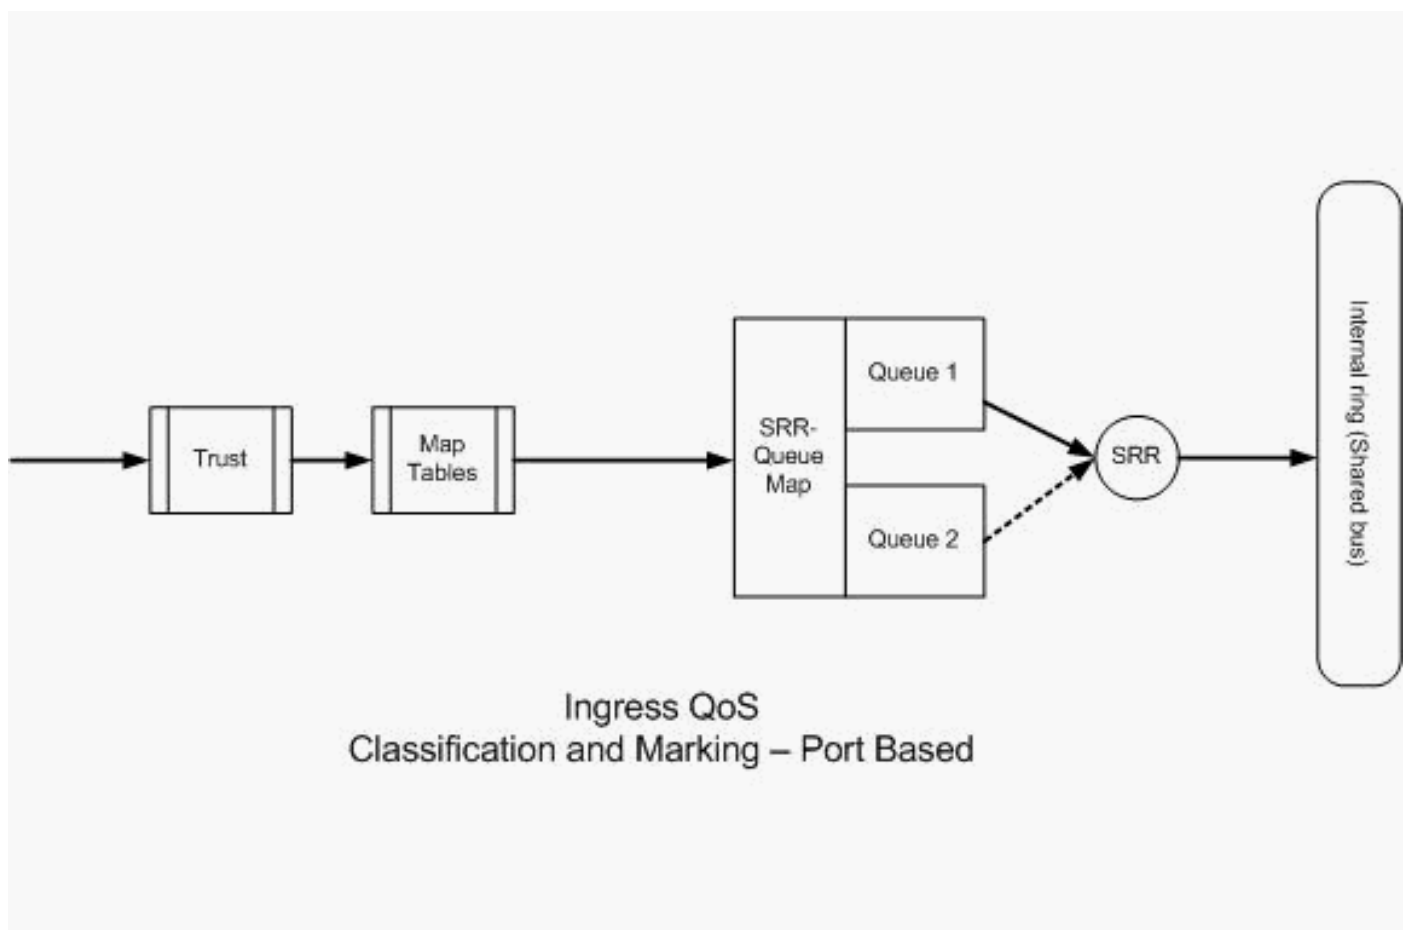 Trust
Map
Tables
SRR-
Queue
Map
Queue 1
Queue 2
SRR
Internal ring (Shared bus)
Ingress QoS
Classification and Marking – Port Based